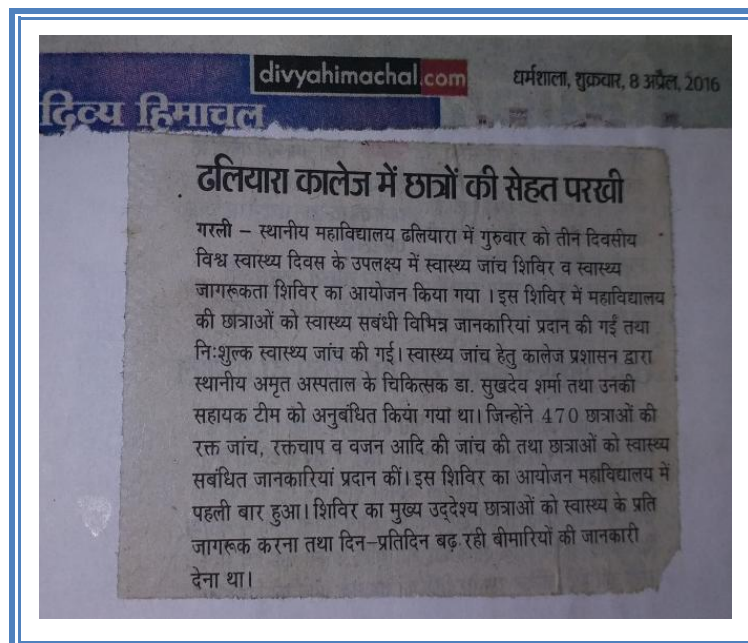 divyahimachal.com
धर्मशाला, शुक्रवार, 8 अप्रैल, 2016
दिव्य हिमाचल
ढलियारा कालेज में छात्रों की सेहत परखी
गरली – स्थानीय महाविद्यालय ढलियारा में गुरुवार को तीन दिवसीय
विश्व स्वास्थ्य दिवस के उपलक्ष्य में स्वास्थ्य जांच शिविर व स्वास्थ्य
जागरूकता शिविर का आयोजन किया गया । इस शिविर में महाविद्यालय
की छात्राओं को स्वास्थ्य सबंधी विभिन्न जानकारियां प्रदान की गईं तथा
निःशुल्क स्वास्थ्य जांच की गई। स्वास्थ्य जांच हेतु कालेज प्रशासन द्वारा
स्थानीय अमृत अस्पताल के चिकित्सक डा. सुखदेव शर्मा तथा उनकी
सहायक टीम को अनुबंधित किया गया था। जिन्होंने 470 छात्राओं की
रक्त जांच, रक्तचाप व वजन आदि की जांच की तथा छात्राओं को स्वास्थ्य
सबंधित जानकारियां प्रदान कीं। इस शिविर का आयोजन महाविद्यालय में
पहली बार हुआ। शिविर का मुख्य उद्देश्य छात्राओं को स्वास्थ्य के प्रति
जागरूक करना तथा दिन–प्रतिदिन बढ़ रही बीमारियों की जानकारी
देना था।